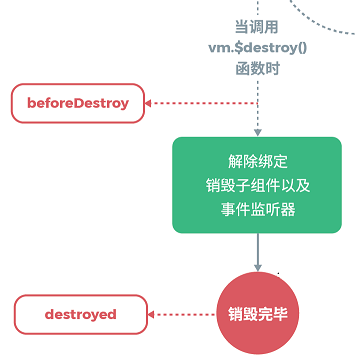 当调用
vm.$destroy()
函数时
beforeDestroy
解除绑定
销毁子组件以及
事件监听器
销毁完毕
destroyed